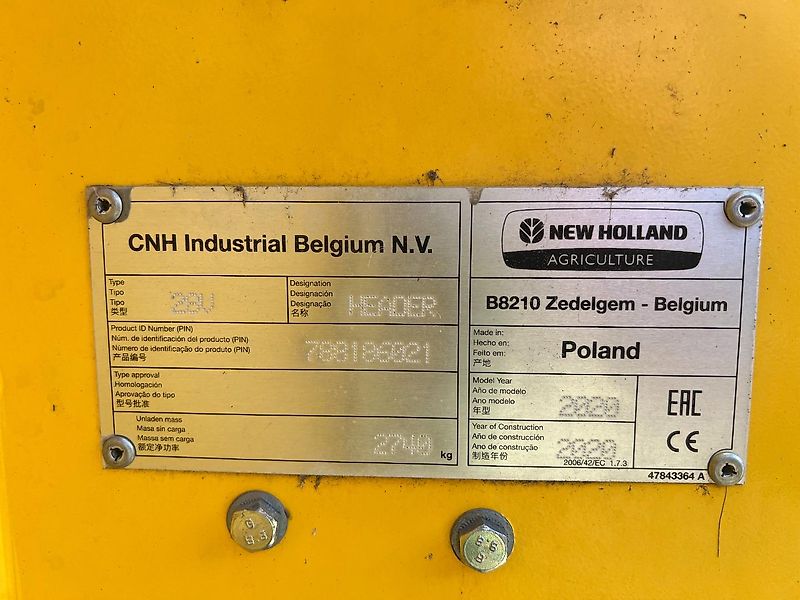 CNH Industrial Belgium N.V.
Type
Tipo
Tipo
类型
28V
Designation
Designación
Designação
名称
HEADER
Product ID Number (PIN)
Núm. de identificación del producto (PIN)
Número de identificação do produto (PIN)
产品编号
788186021
Type approval
Homologación
Aprovação do tipo
型号批准
Unladen mass
Masa sin carga
Massa sem carga
额定净功率
2740 kg
NEW HOLLAND
AGRICULTURE
B8210 Zedelgem - Belgium
Made in:
Hecho en:
Feito em:
产地
Poland
Model Year
Año de modelo
Ano modelo
年型
2020
Year of Construction
Año de construcción
Ano de construção
制造年份
2020
2006/42/EC 1.7.3
EAC
CE
47843364 A